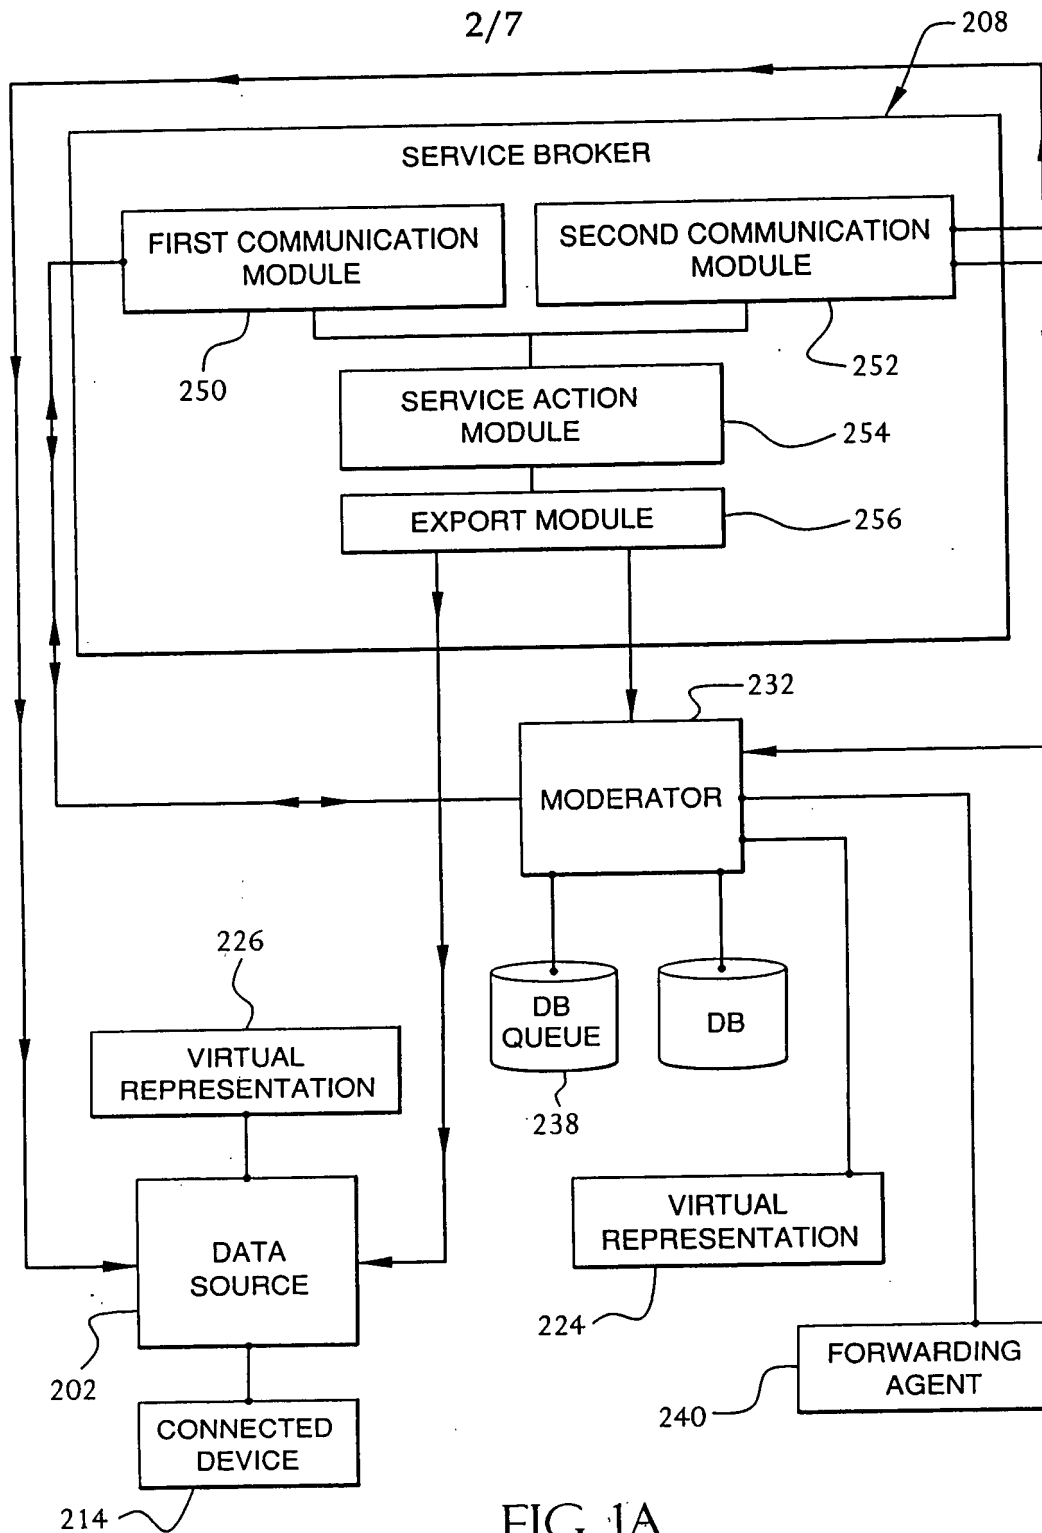 2/7
208
SERVICE BROKER
FIRST COMMUNICATION
MODULE
SECOND COMMUNICATION
MODULE
250
252
SERVICE ACTION
MODULE
254
EXPORT MODULE
256
232
MODERATOR
226
DB
QUEUE
DB
VIRTUAL
REPRESENTATION
238
VIRTUAL
REPRESENTATION
DATA
SOURCE
224
202
FORWARDING
AGENT
240
CONNECTED
DEVICE
214
FIG. 1A